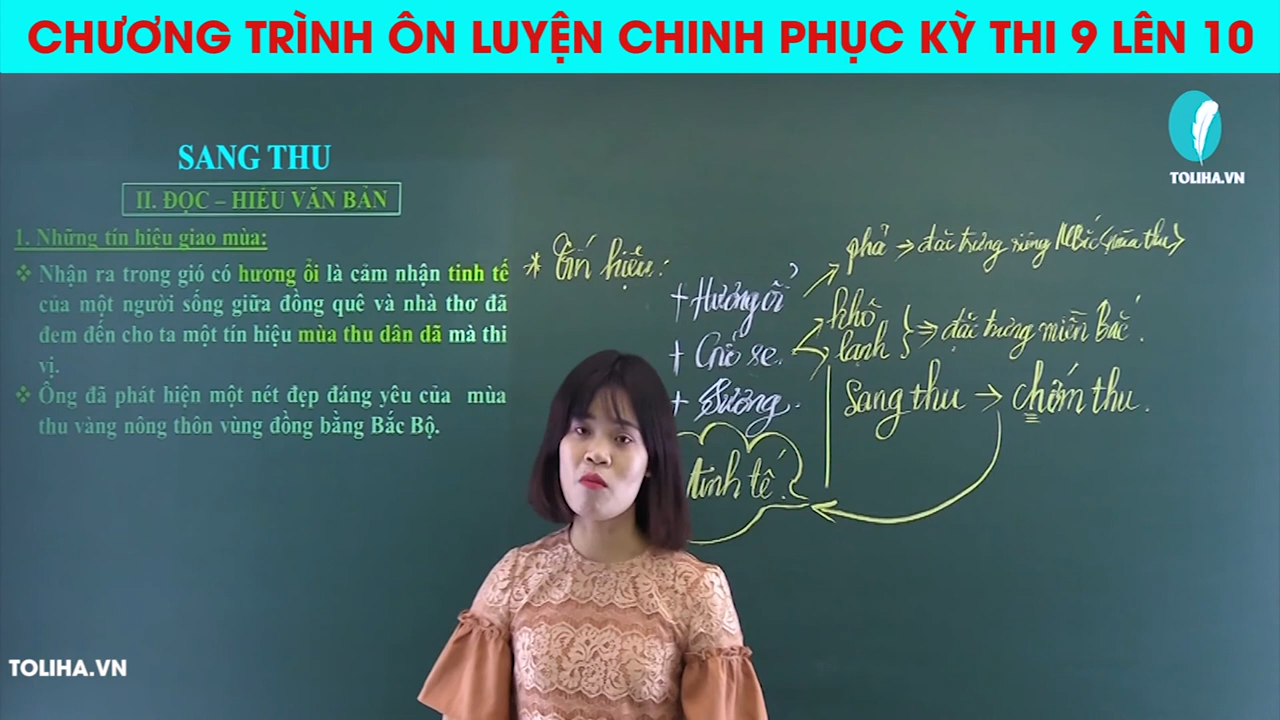 CHƯƠNG TRÌNH ÔN LUYỆN CHINH PHỤC KỲ THI 9 LÊN 10
TOLIHA.VN
SANG THU
II. ĐỌC – HIỂU VĂN BẢN
1. Những tín hiệu giao mùa:
❖ Nhận ra trong gió có hương ổi là cảm nhận tinh tế
của một người sống giữa đồng quê và nhà thơ đã
đem đến cho ta một tín hiệu mùa thu dân dã mà thi
vị.
❖ Ông đã phát hiện một nét đẹp đáng yêu của mùa
thu vàng nông thôn vùng đồng bằng Bắc Bộ.
* Tín hiệu:
+ Hương ổi
phả → đặc trưng riêng MBắc (mùa thu)
+ Gió se.
khô
lạnh } → đặc trưng miền Bắc.
+ Sương.
Sang thu → chớm thu.
tinh tế.
TOLIHA.VN